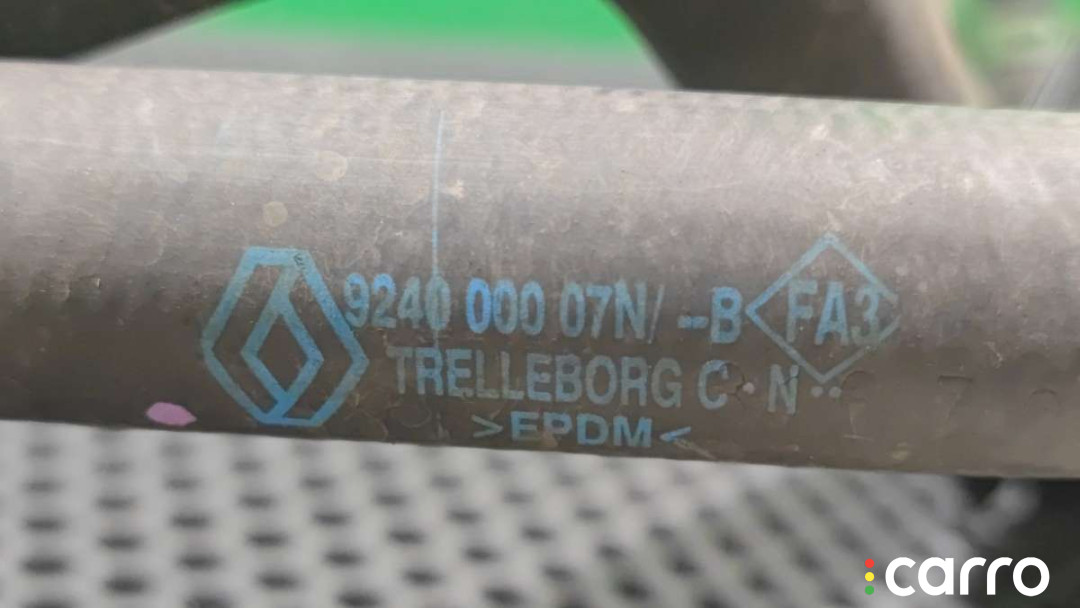 9240 000 07N/ --B FA3
TRELLEBORG C · N ··
>EPDM<
carro